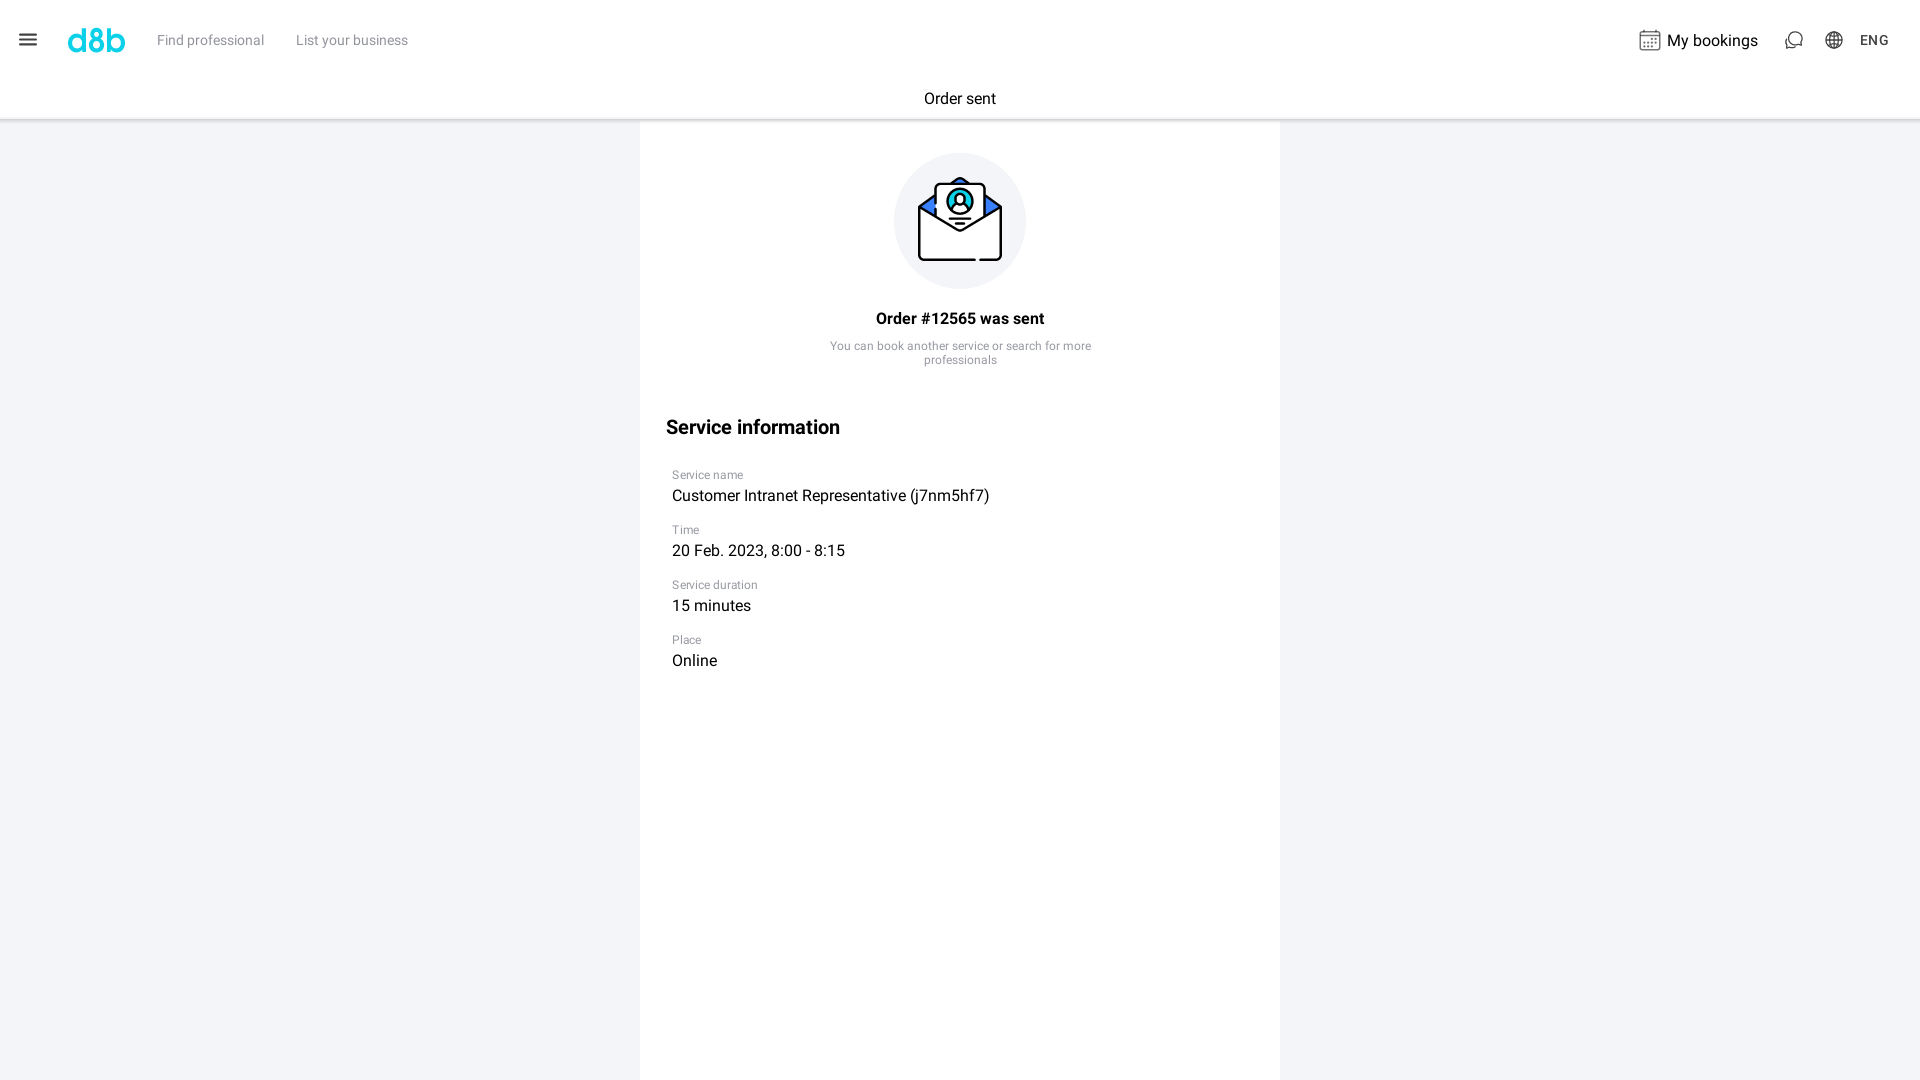 d8b
Find professional
List your business
My bookings
ENG
Order sent
Order #12565 was sent
You can book another service or search for more
professionals
Service information
Service name
Customer Intranet Representative (j7nm5hf7)
Time
20 Feb. 2023, 8:00 - 8:15
Service duration
15 minutes
Place
Online